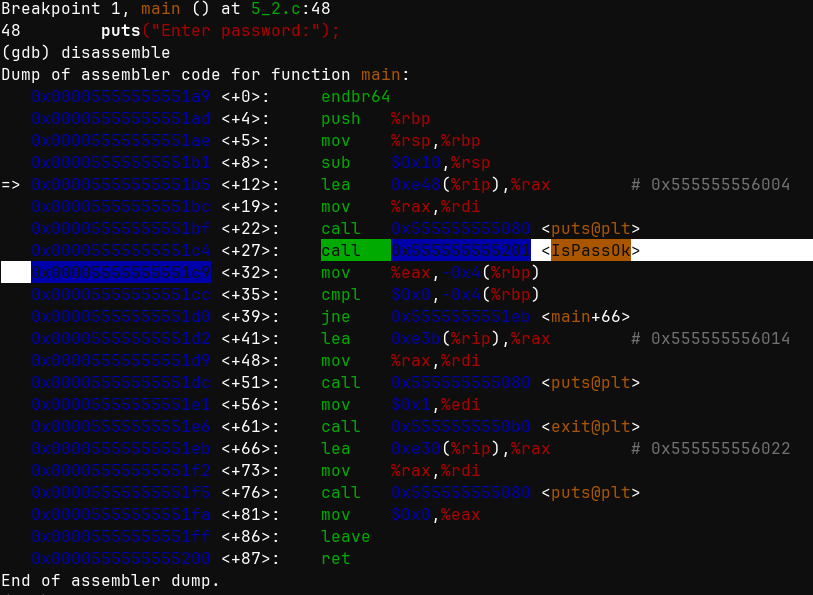 Breakpoint 1, main () at 5_2.c:48
48        puts("Enter password:");
(gdb) disassemble
Dump of assembler code for function main:
   0x00005555555551a9 <+0>:     endbr64
   0x00005555555551ad <+4>:     push   %rbp
   0x00005555555551ae <+5>:     mov    %rsp,%rbp
   0x00005555555551b1 <+8>:     sub    $0x10,%rsp
=> 0x00005555555551b5 <+12>:    lea    0xe48(%rip),%rax        # 0x555555556004
   0x00005555555551bc <+19>:    mov    %rax,%rdi
   0x00005555555551bf <+22>:    call   0x555555555080 <puts@plt>
   0x00005555555551c4 <+27>:    call   0x555555555201 <IsPassOk>
   0x00005555555551c9 <+32>:    mov    %eax,-0x4(%rbp)
   0x00005555555551cc <+35>:    cmpl   $0x0,-0x4(%rbp)
   0x00005555555551d0 <+39>:    jne    0x5555555551eb <main+66>
   0x00005555555551d2 <+41>:    lea    0xe3b(%rip),%rax        # 0x555555556014
   0x00005555555551d9 <+48>:    mov    %rax,%rdi
   0x00005555555551dc <+51>:    call   0x555555555080 <puts@plt>
   0x00005555555551e1 <+56>:    mov    $0x1,%edi
   0x00005555555551e6 <+61>:    call   0x5555555550b0 <exit@plt>
   0x00005555555551eb <+66>:    lea    0xe30(%rip),%rax        # 0x555555556022
   0x00005555555551f2 <+73>:    mov    %rax,%rdi
   0x00005555555551f5 <+76>:    call   0x555555555080 <puts@plt>
   0x00005555555551fa <+81>:    mov    $0x0,%eax
   0x00005555555551ff <+86>:    leave
   0x0000555555555200 <+87>:    ret
End of assembler dump.